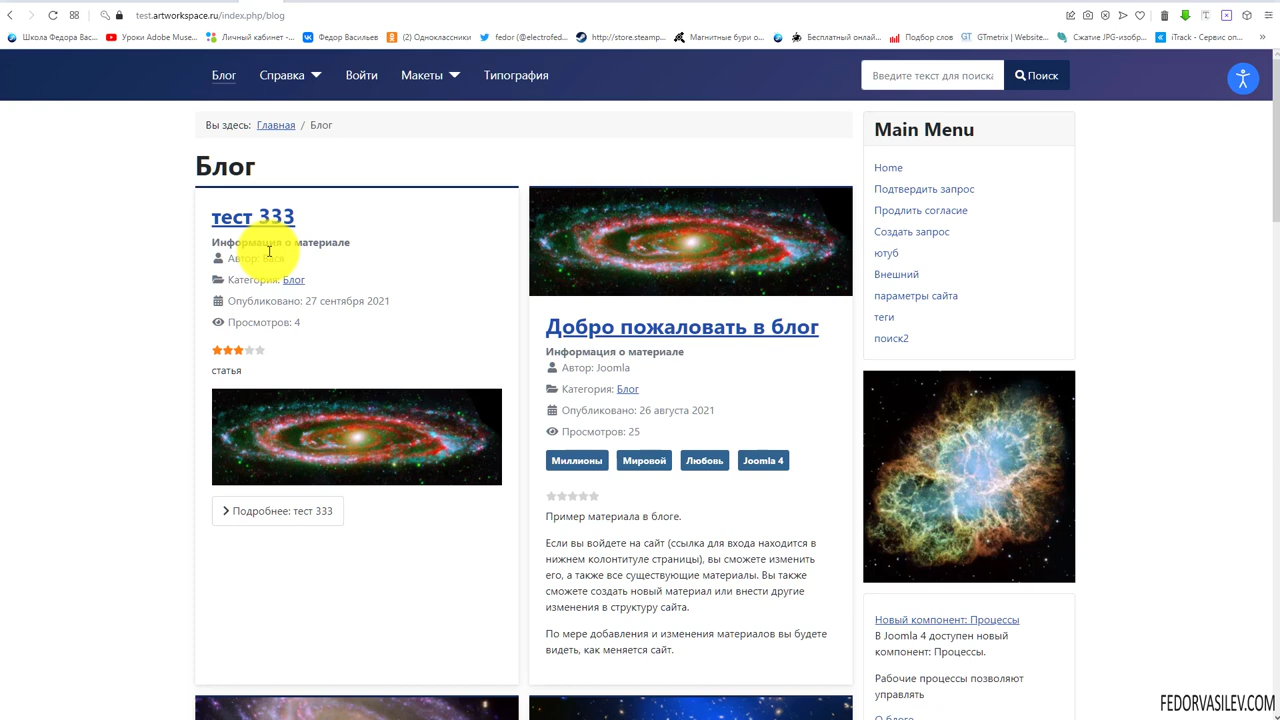 test.artworkspace.ru/index.php/blog
Школа Федора Вас...
Уроки Adobe Muse...
Личный кабинет -...
Федор Васильев
(2) Одноклассники
fedor (@electrofed...
http://store.steamp...
Магнитные бури о...
Бесплатный онлай...
Подбор слов
GTmetrix | Website...
Сжатие JPG-изобр...
iTrack - Сервис оп...
Блог
Справка
Войти
Макеты
Типография
Введите текст для поиска
Поиск
Вы здесь: Главная / Блог
Блог
тест 333
Информация о материале
Автор: Вася
Категория: Блог
Опубликовано: 27 сентября 2021
Просмотров: 4
статья
Подробнее: тест 333
Добро пожаловать в блог
Информация о материале
Автор: Joomla
Категория: Блог
Опубликовано: 26 августа 2021
Просмотров: 25
Миллионы
Мировой
Любовь
Joomla 4
Пример материала в блоге.
Если вы войдете на сайт (ссылка для входа находится в
нижнем колонтитуле страницы), вы сможете изменить
его, а также все существующие материалы. Вы также
сможете создать новый материал или внести другие
изменения в структуру сайта.
По мере добавления и изменения материалов вы будете
видеть, как меняется сайт.
Main Menu
Home
Подтвердить запрос
Продлить согласие
Создать запрос
ютуб
Внешний
параметры сайта
теги
поиск2
Новый компонент: Процессы
В Joomla 4 доступен новый
компонент: Процессы.
Рабочие процессы позволяют
управлять
О блоге
FEDORVASILEV.COM